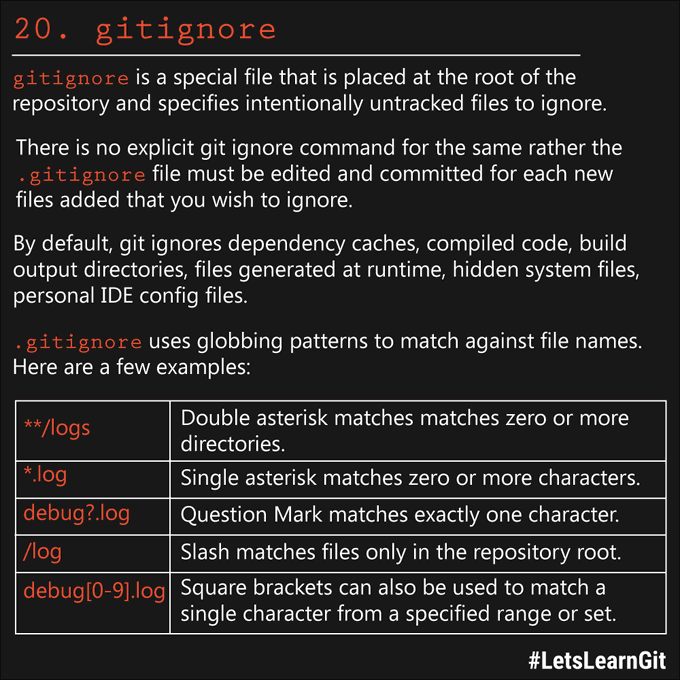 20. gitignore
gitignore is a special file that is placed at the root of the
repository and specifies intentionally untracked files to ignore.
There is no explicit git ignore command for the same rather the
.gitignore file must be edited and committed for each new
files added that you wish to ignore.
By default, git ignores dependency caches, compiled code, build
output directories, files generated at runtime, hidden system files,
personal IDE config files.
.gitignore uses globbing patterns to match against file names.
Here are a few examples:
**/logs
Double asterisk matches matches zero or more
directories.
*.log
Single asterisk matches zero or more characters.
debug?.log
Question Mark matches exactly one character.
/log
Slash matches files only in the repository root.
debug[0-9].log
Square brackets can also be used to match a
single character from a specified range or set.
#LetsLearnGit